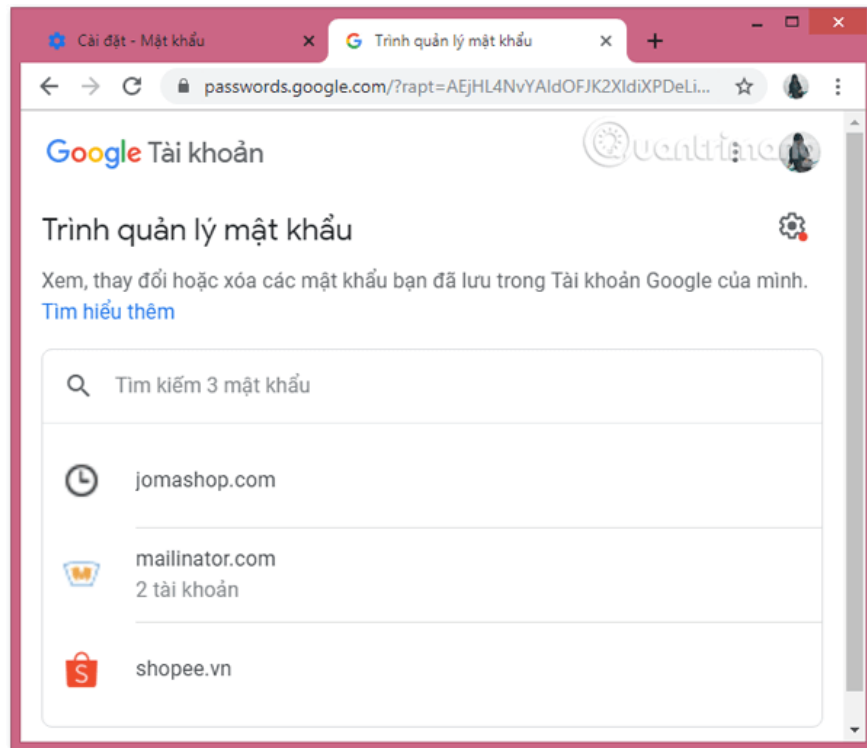 Cài đặt - Mật khẩu
Trình quản lý mật khẩu
passwords.google.com/?rapt=AEjHL4NvYAldOFJK2XldiXPDeLi...
Google Tài khoản
Quantrimang
Trình quản lý mật khẩu
Xem, thay đổi hoặc xóa các mật khẩu bạn đã lưu trong Tài khoản Google của mình.
Tìm hiểu thêm
Tìm kiếm 3 mật khẩu
jomashop.com
mailinator.com
2 tài khoản
shopee.vn